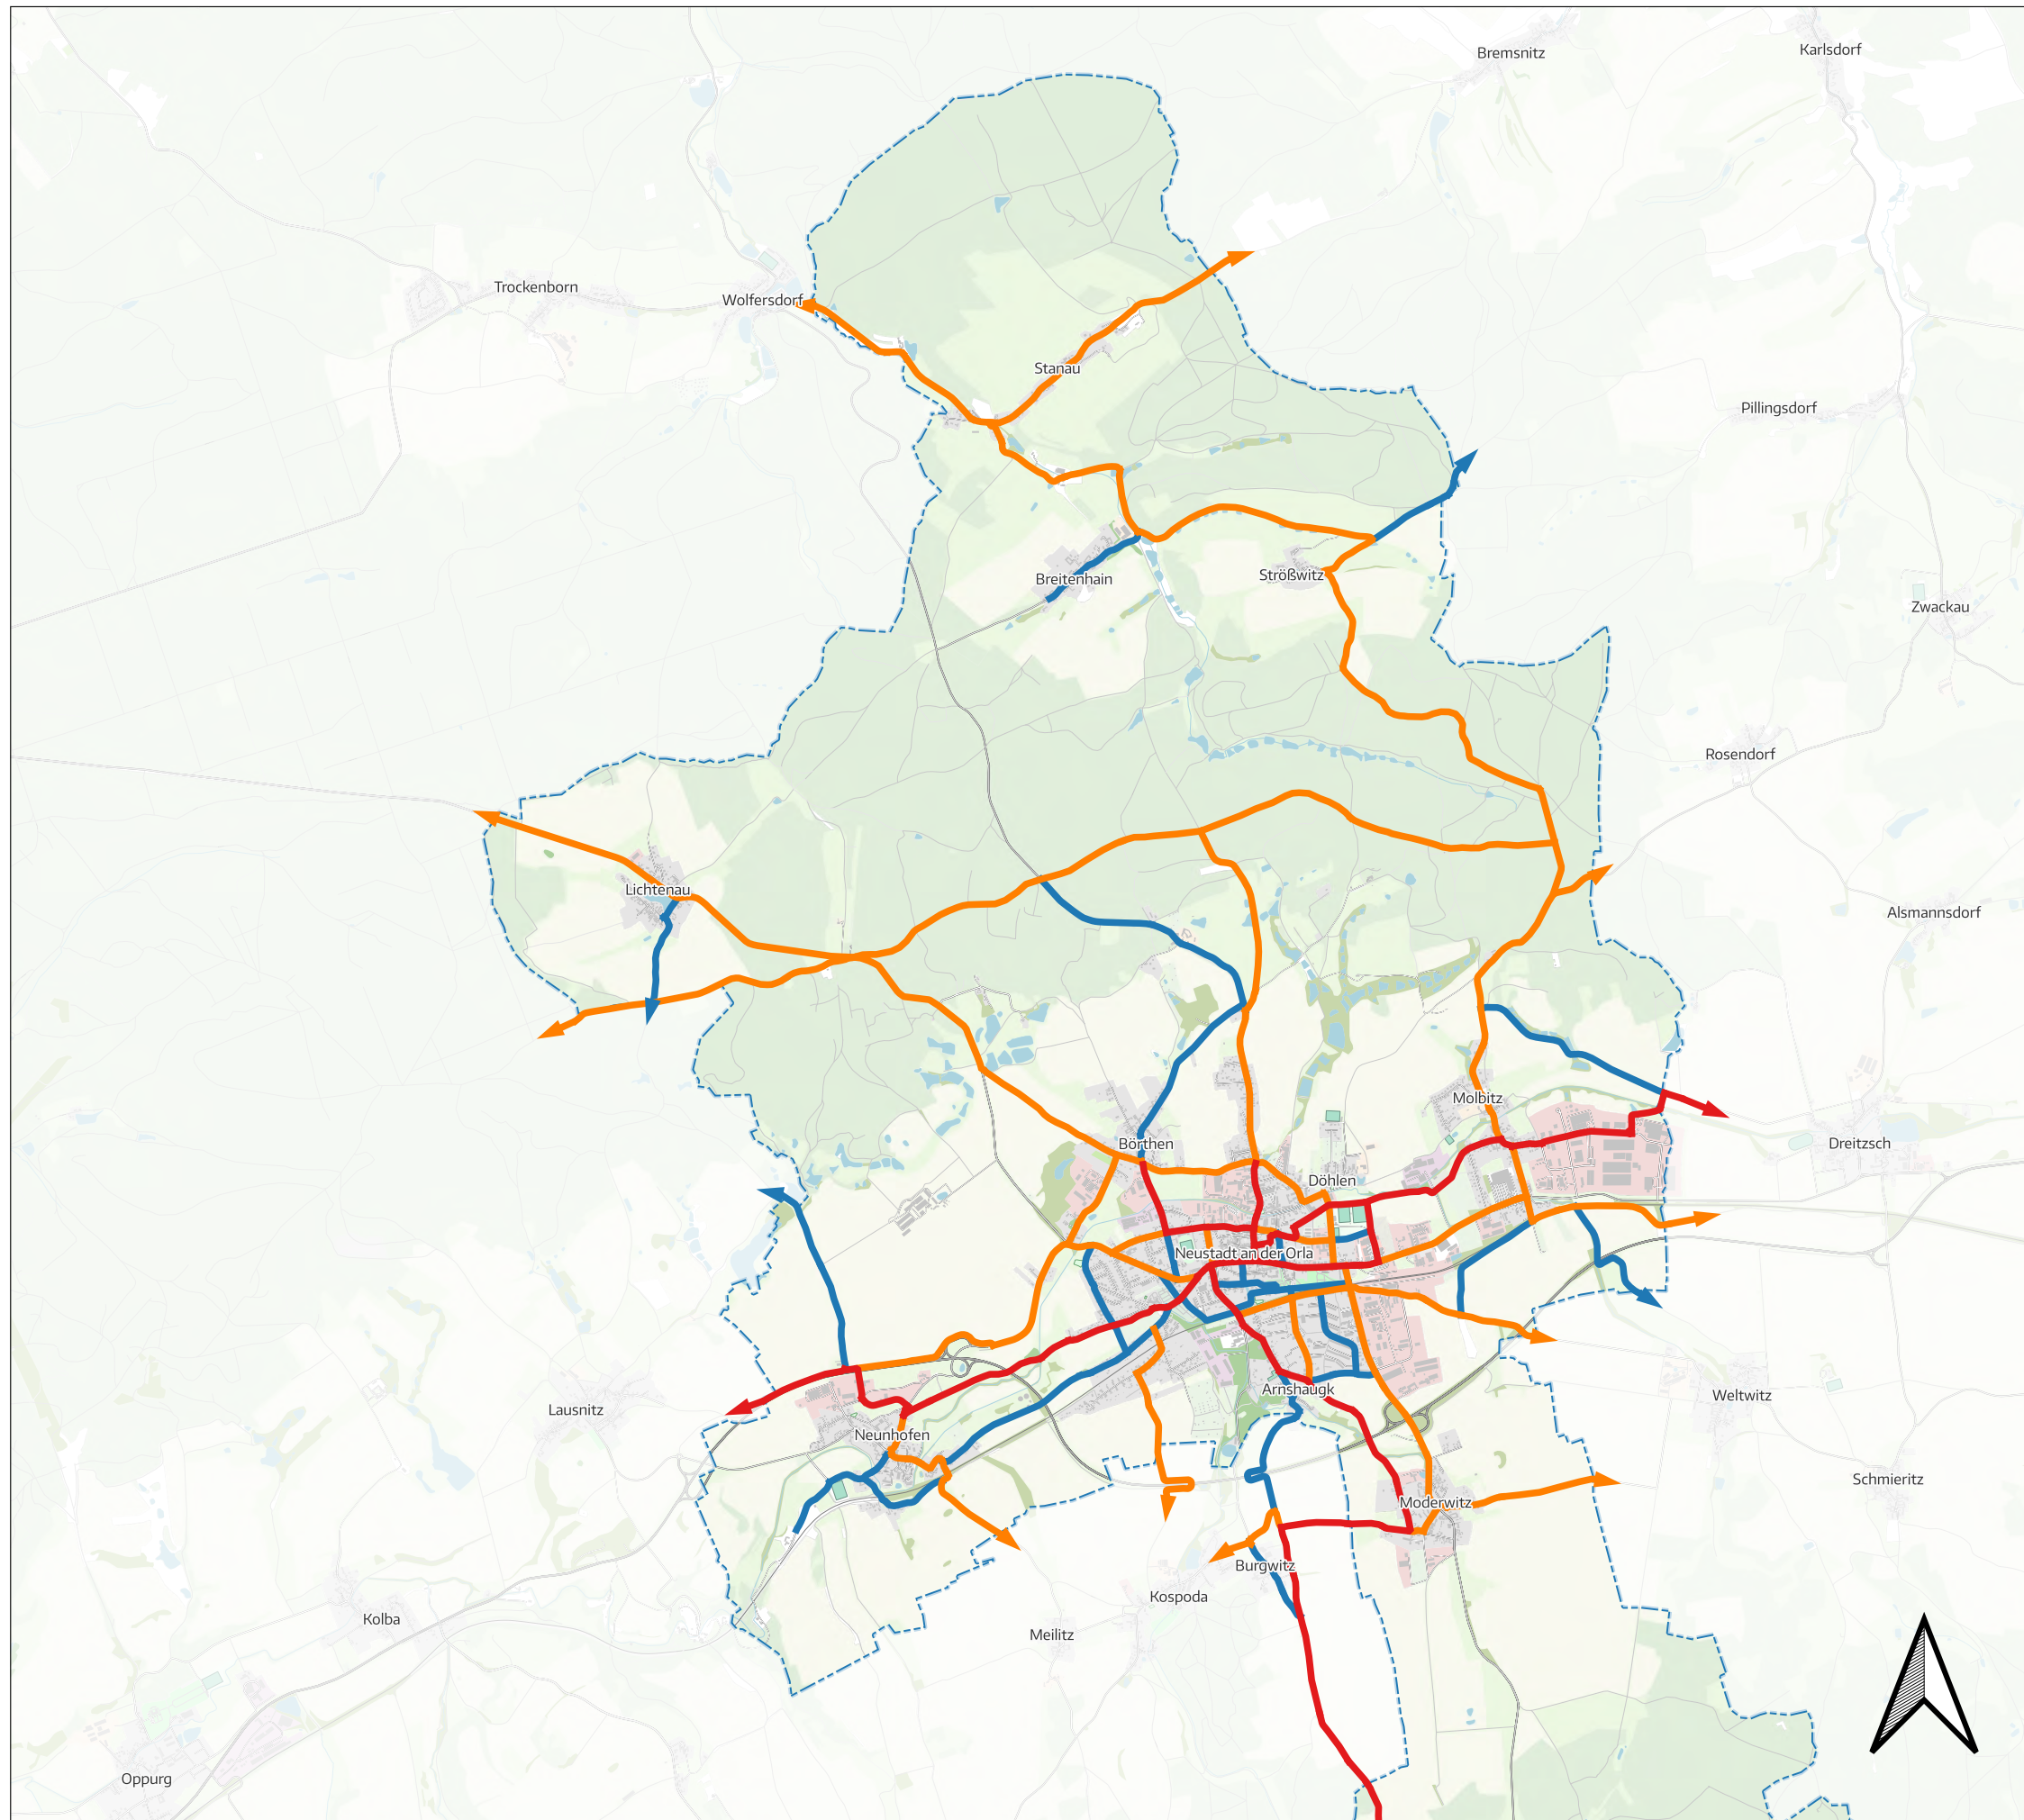 Karlsdorf
Bremsnitz
Trockenborn
Wolfersdorf
Stanau
Pillingsdorf
Strößwitz
Breitenhain
Zwackau
Rosendorf
Lichtenau
Alsmannsdorf
Molbitz
Börthen
Dreitzsch
Döhlen
Neustadt an der Orla
Arnshaugk
Weltwitz
Lausnitz
Neunhofen
Schmieritz
Moderwitz
Burgwitz
Kospoda
Kolba
Meilitz
Oppurg